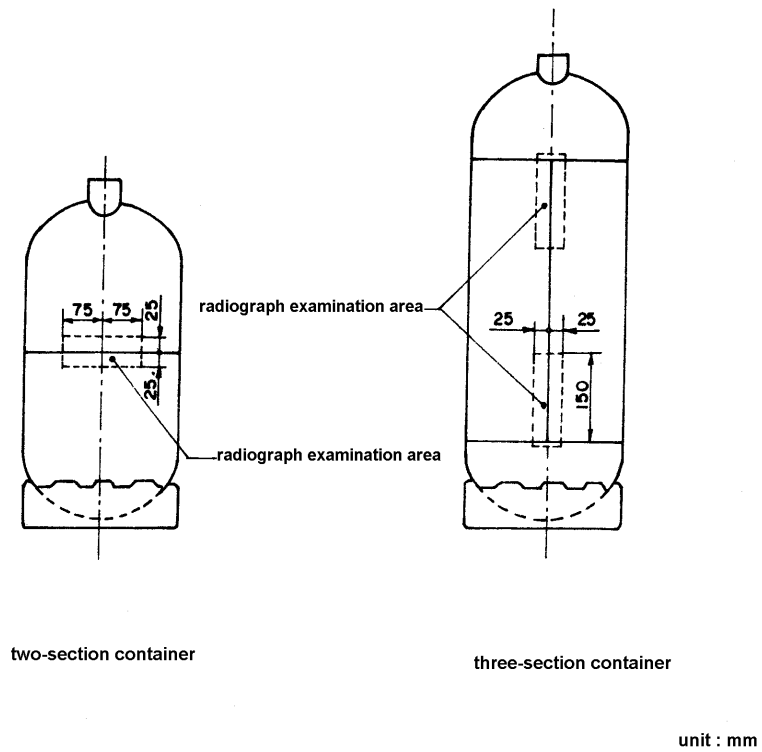 75 75 25
25
radiograph examination area
25 25
150
radiograph examination area
two-section container
three-section container
unit : mm